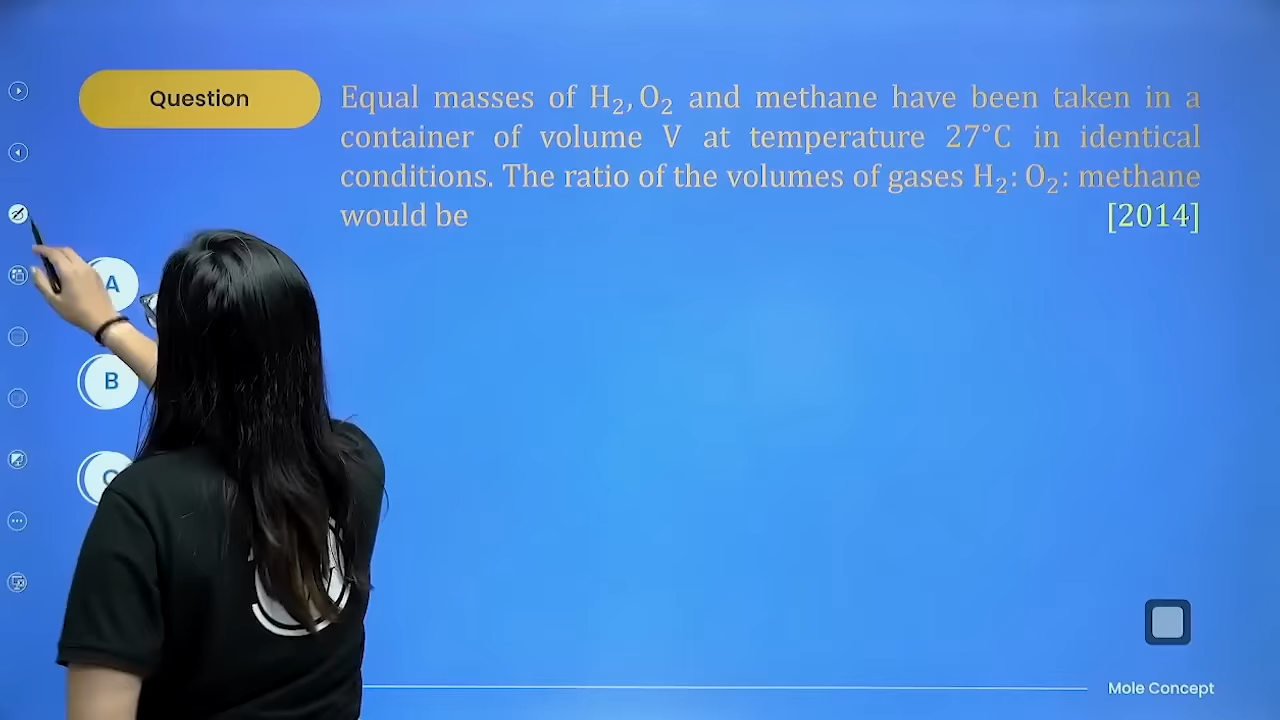 Question
Equal masses of H₂, O₂ and methane have been taken in a
container of volume V at temperature 27°C in identical
conditions. The ratio of the volumes of gases H₂: O₂: methane
would be [2014]
A
B
C
Mole Concept